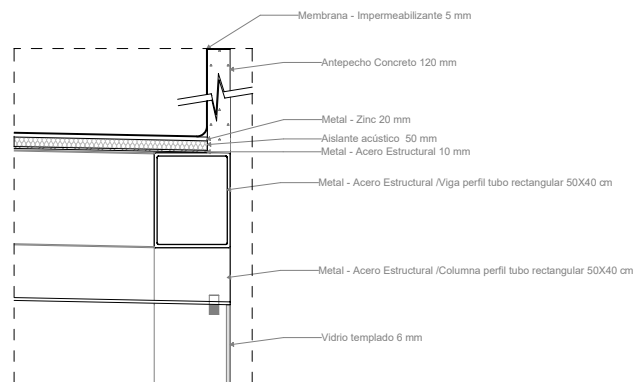 Membrana - Impermeabilizante 5 mm
Antepecho Concreto 120 mm
Metal - Zinc 20 mm
Aislante acústico 50 mm
Metal - Acero Estructural 10 mm
Metal - Acero Estructural /Viga perfil tubo rectangular 50X40 cm
Metal - Acero Estructural /Columna perfil tubo rectangular 50X40 cm
Vidrio templado 6 mm